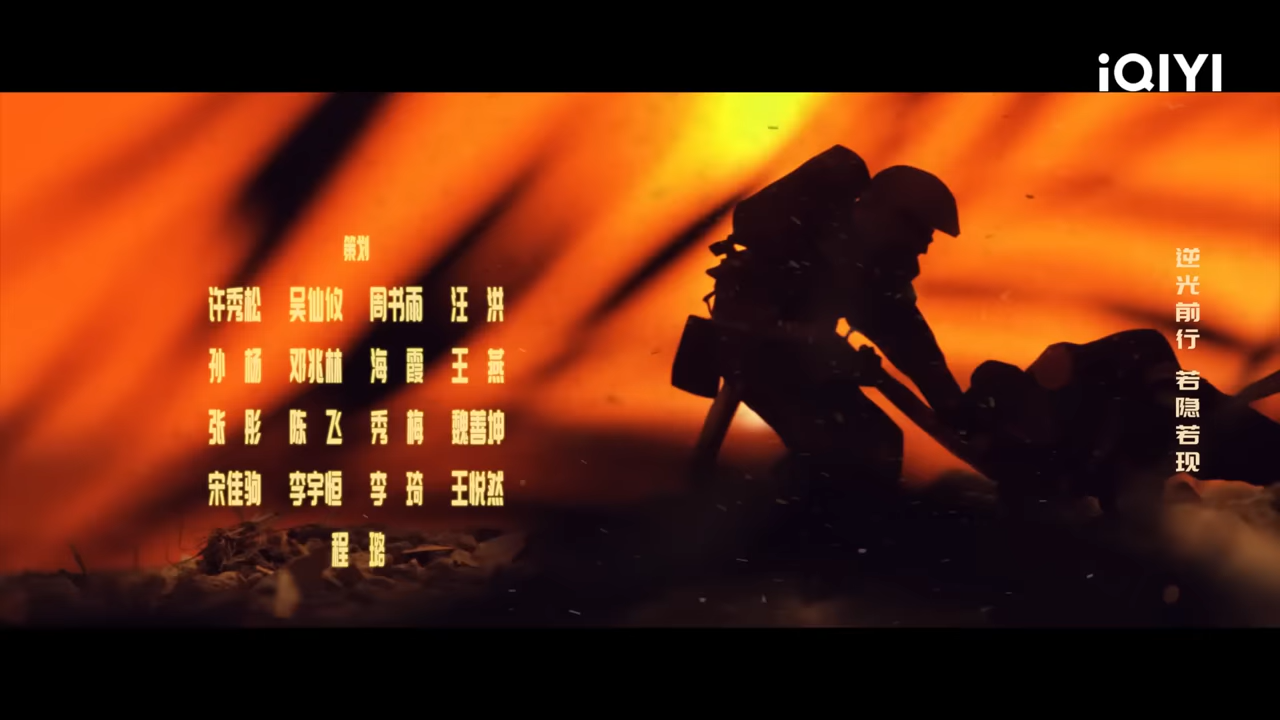 iQIYI
策划
许秀松 吴仙攸 周书雨 汪 洪
孙 杨 邓兆林 海 霞 王 燕
张 彤 陈 飞 秀 梅 魏善坤
宋佳驹 李宇恒 李 琦 王悦然
程 璐
逆光前行 若隐若现